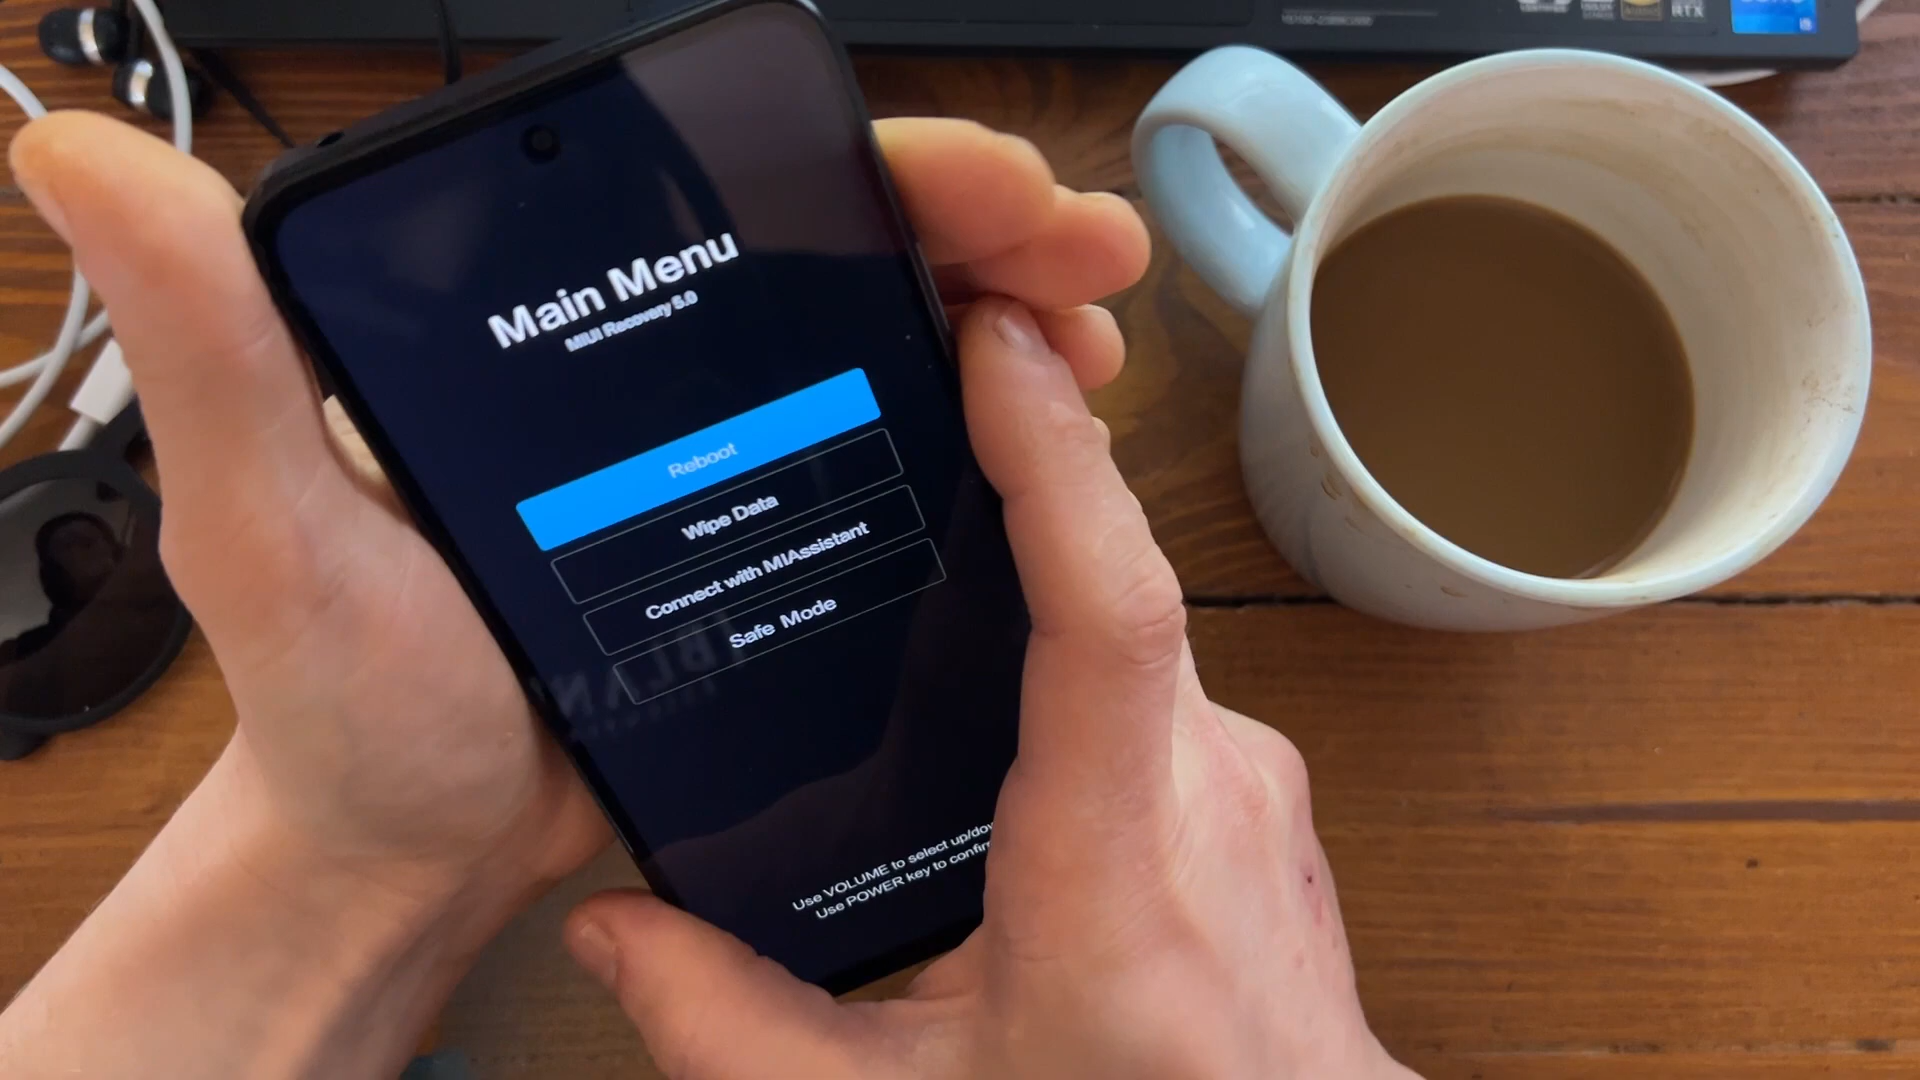 RTX
Main Menu
MIUI Recovery 5.0
Reboot
Wipe Data
Connect with MIAssistant
Safe Mode
Use VOLUME to select up/dow
Use POWER key to confir